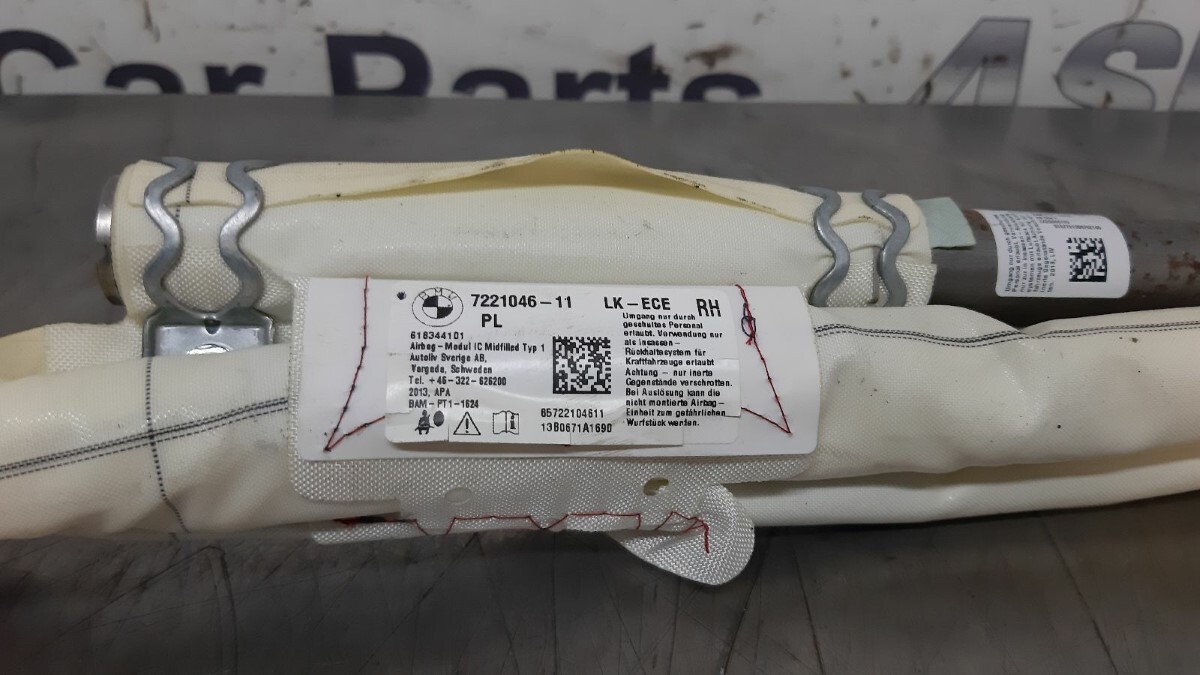 Car Parts
BMW
7221046-11 LK-ECE RH
PL
618344101
Airbag-Modul IC Midfilled Typ 1
Autoliv Sverige AB,
Vargada, Schweden
Tel. +46-322-626200
2013, APA
BAM-PT1-1624
65722104611
13B0671A1690
Umgang nur durch
geschultes Personal
erlaubt. Verwendung nur
als Insassen-
Rückhaltesystem für
Kraftfahrzeuge erlaubt
Achtung - nur inerte
Gegenstände verschrotten.
Bei Auslösung kann die
nicht montierte Airbag-
Einheit zum gefährlichen
Wurfstück werden.